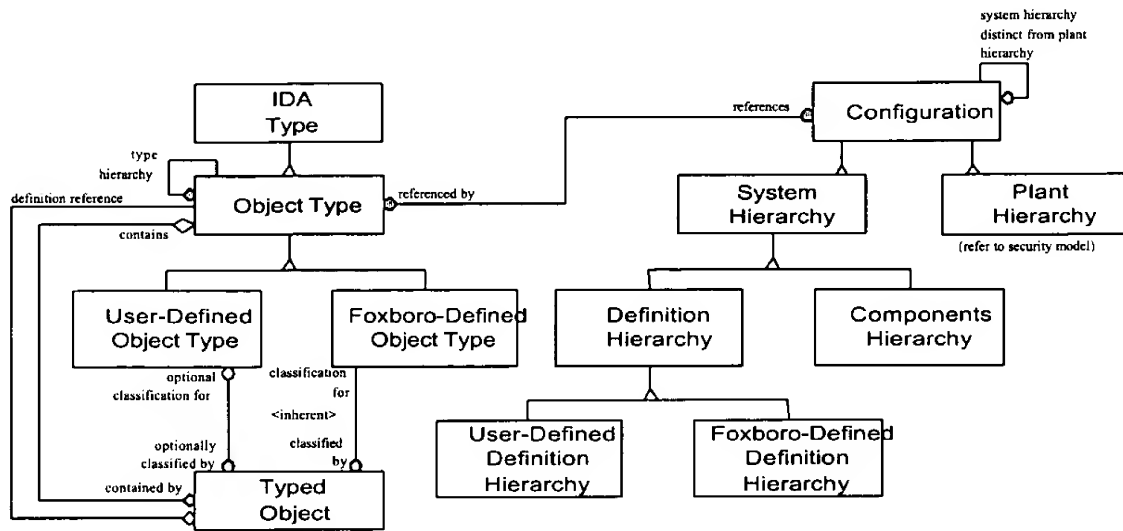 system hierarchy
distinct from plant
hierarchy
IDA
Type
references
Configuration
type
hierarchy
definition reference
Object Type
referenced by
contains
System
Hierarchy
Plant
Hierarchy
(refer to security model)
User-Defined
Object Type
Foxboro-Defined
Object Type
Definition
Hierarchy
Components
Hierarchy
optional
classification for
classification
for
<inherent>
optionally
classified by
classified
by
contained by
Typed
Object
User-Defined
Definition
Hierarchy
Foxboro-Defined
Definition
Hierarchy